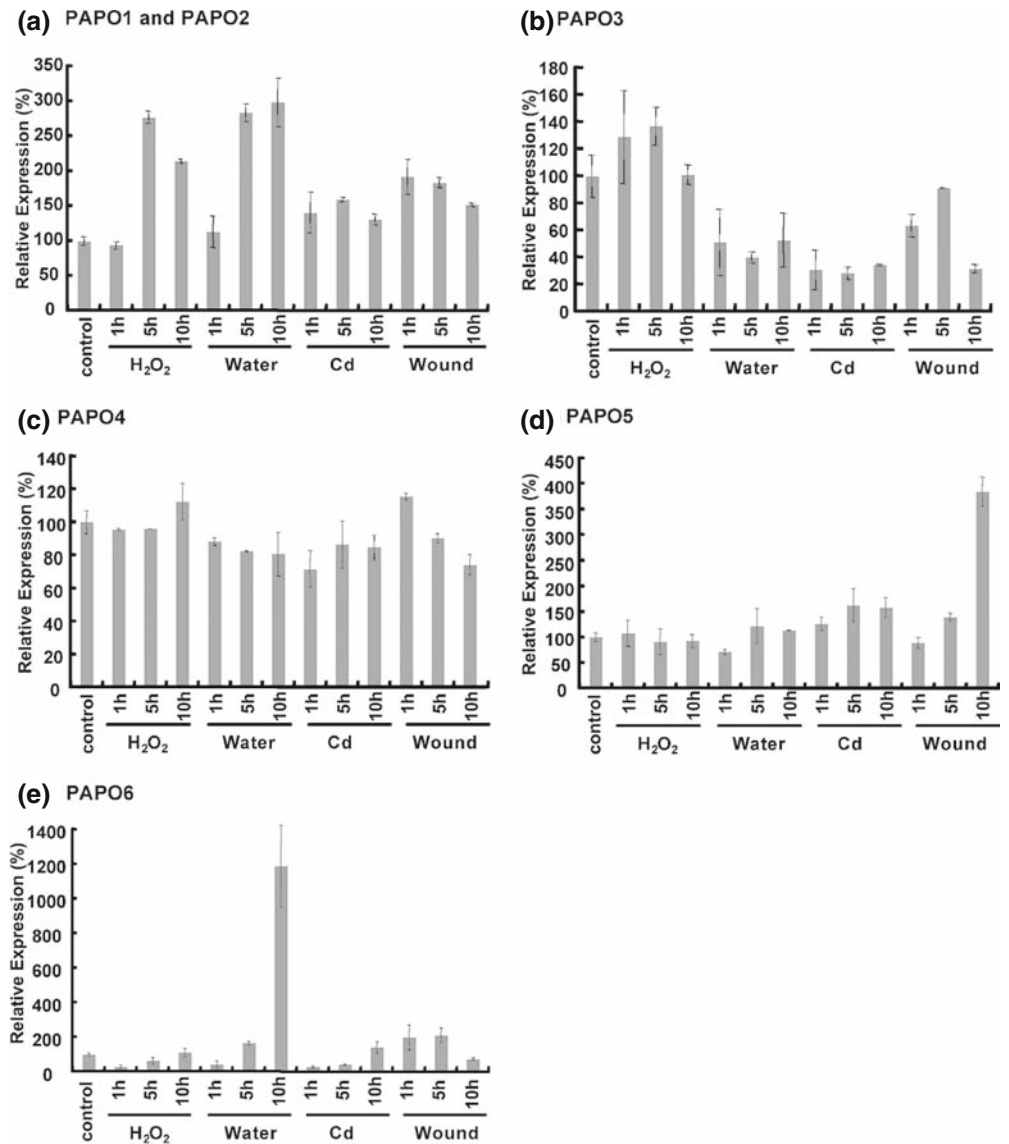 (a) PAPO1 and PAPO2
Relative Expression (%)
350
300
250
200
150
100
50
0
control
1h
5h
10h
1h
5h
10h
1h
5h
10h
1h
5h
10h
H₂O₂
Water
Cd
Wound
(b) PAPO3
Relative Expression (%)
180
160
140
120
100
80
60
40
20
0
control
1h
5h
10h
1h
5h
10h
1h
5h
10h
1h
5h
10h
H₂O₂
Water
Cd
Wound
(c) PAPO4
Relative Expression (%)
140
120
100
80
60
40
20
0
control
1h
5h
10h
1h
5h
10h
1h
5h
10h
1h
5h
10h
H₂O₂
Water
Cd
Wound
(d) PAPO5
Relative Expression (%)
450
400
350
300
250
200
150
100
50
0
control
1h
5h
10h
1h
5h
10h
1h
5h
10h
1h
5h
10h
H₂O₂
Water
Cd
Wound
(e) PAPO6
Relative Expression (%)
1400
1200
1000
800
600
400
200
0
control
1h
5h
10h
1h
5h
10h
1h
5h
10h
1h
5h
10h
H₂O₂
Water
Cd
Wound